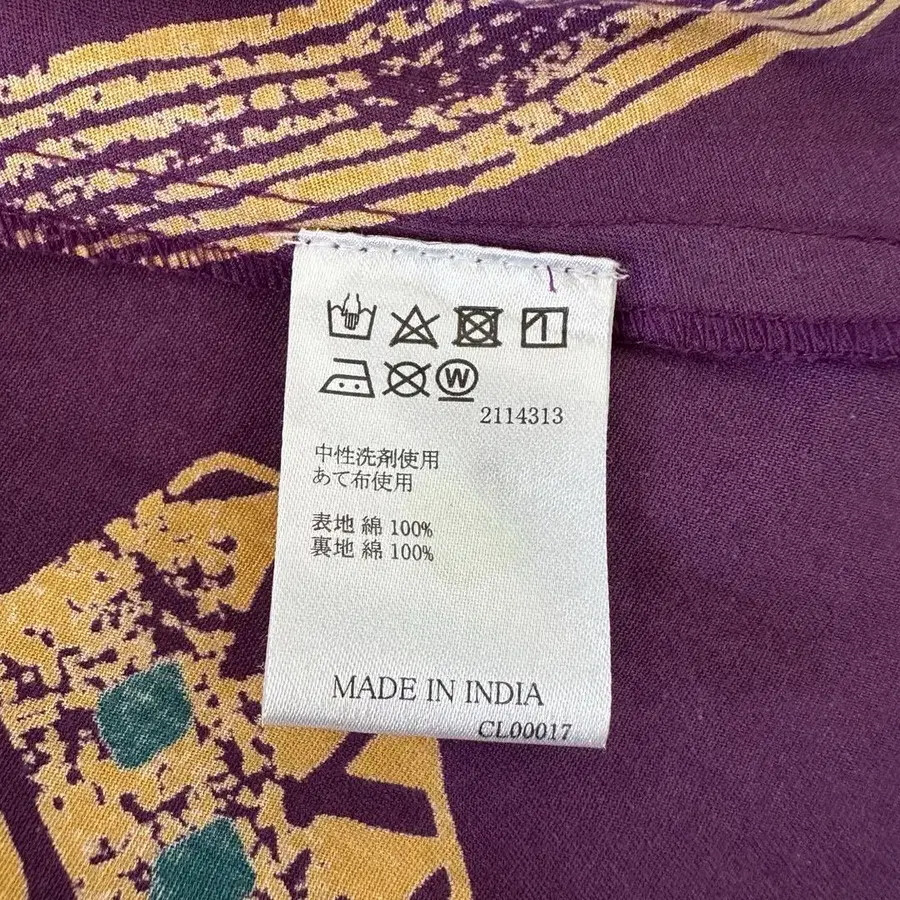 W
2114313
中性洗剤使用
あて布使用
表地 綿 100%
裏地 綿 100%
MADE IN INDIA
CL00017